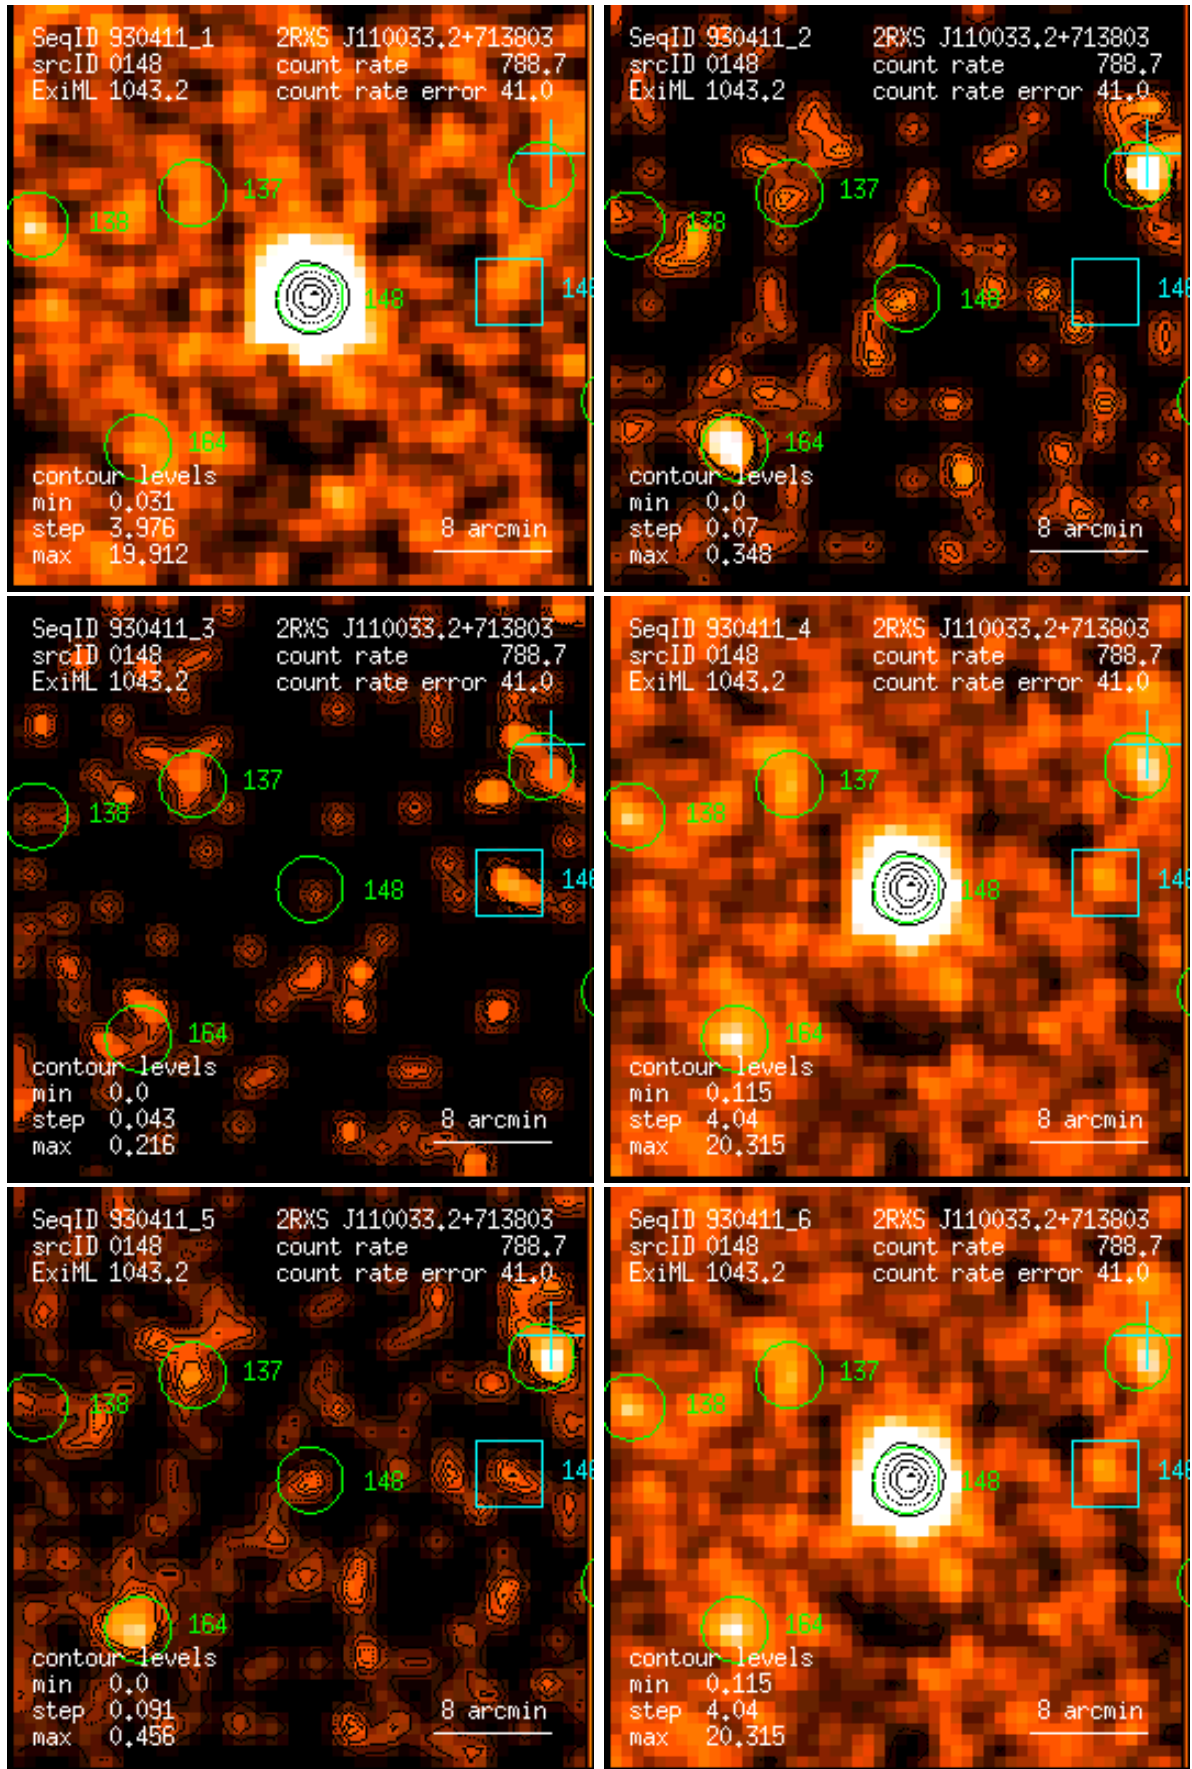 SeqID 930411_1 2RXS J110033.2+713803
srcID 0148 count rate 788.7
ExiML 1043.2 count rate error 41.0
137
138
148
164
contour levels
min 0.031
step 3.976
max 19.912
8 arcmin
SeqID 930411_2 2RXS J110033.2+713803
srcID 0148 count rate 788.7
ExiML 1043.2 count rate error 41.0
137
138
148
164
contour levels
min 0.0
step 0.07
max 0.348
8 arcmin
SeqID 930411_3 2RXS J110033.2+713803
srcID 0148 count rate 788.7
ExiML 1043.2 count rate error 41.0
137
138
148
164
contour levels
min 0.0
step 0.043
max 0.216
8 arcmin
SeqID 930411_4 2RXS J110033.2+713803
srcID 0148 count rate 788.7
ExiML 1043.2 count rate error 41.0
137
138
148
164
contour levels
min 0.115
step 4.04
max 20.315
8 arcmin
SeqID 930411_5 2RXS J110033.2+713803
srcID 0148 count rate 788.7
ExiML 1043.2 count rate error 41.0
137
138
148
164
contour levels
min 0.0
step 0.091
max 0.456
8 arcmin
SeqID 930411_6 2RXS J110033.2+713803
srcID 0148 count rate 788.7
ExiML 1043.2 count rate error 41.0
137
138
148
164
contour levels
min 0.115
step 4.04
max 20.315
8 arcmin